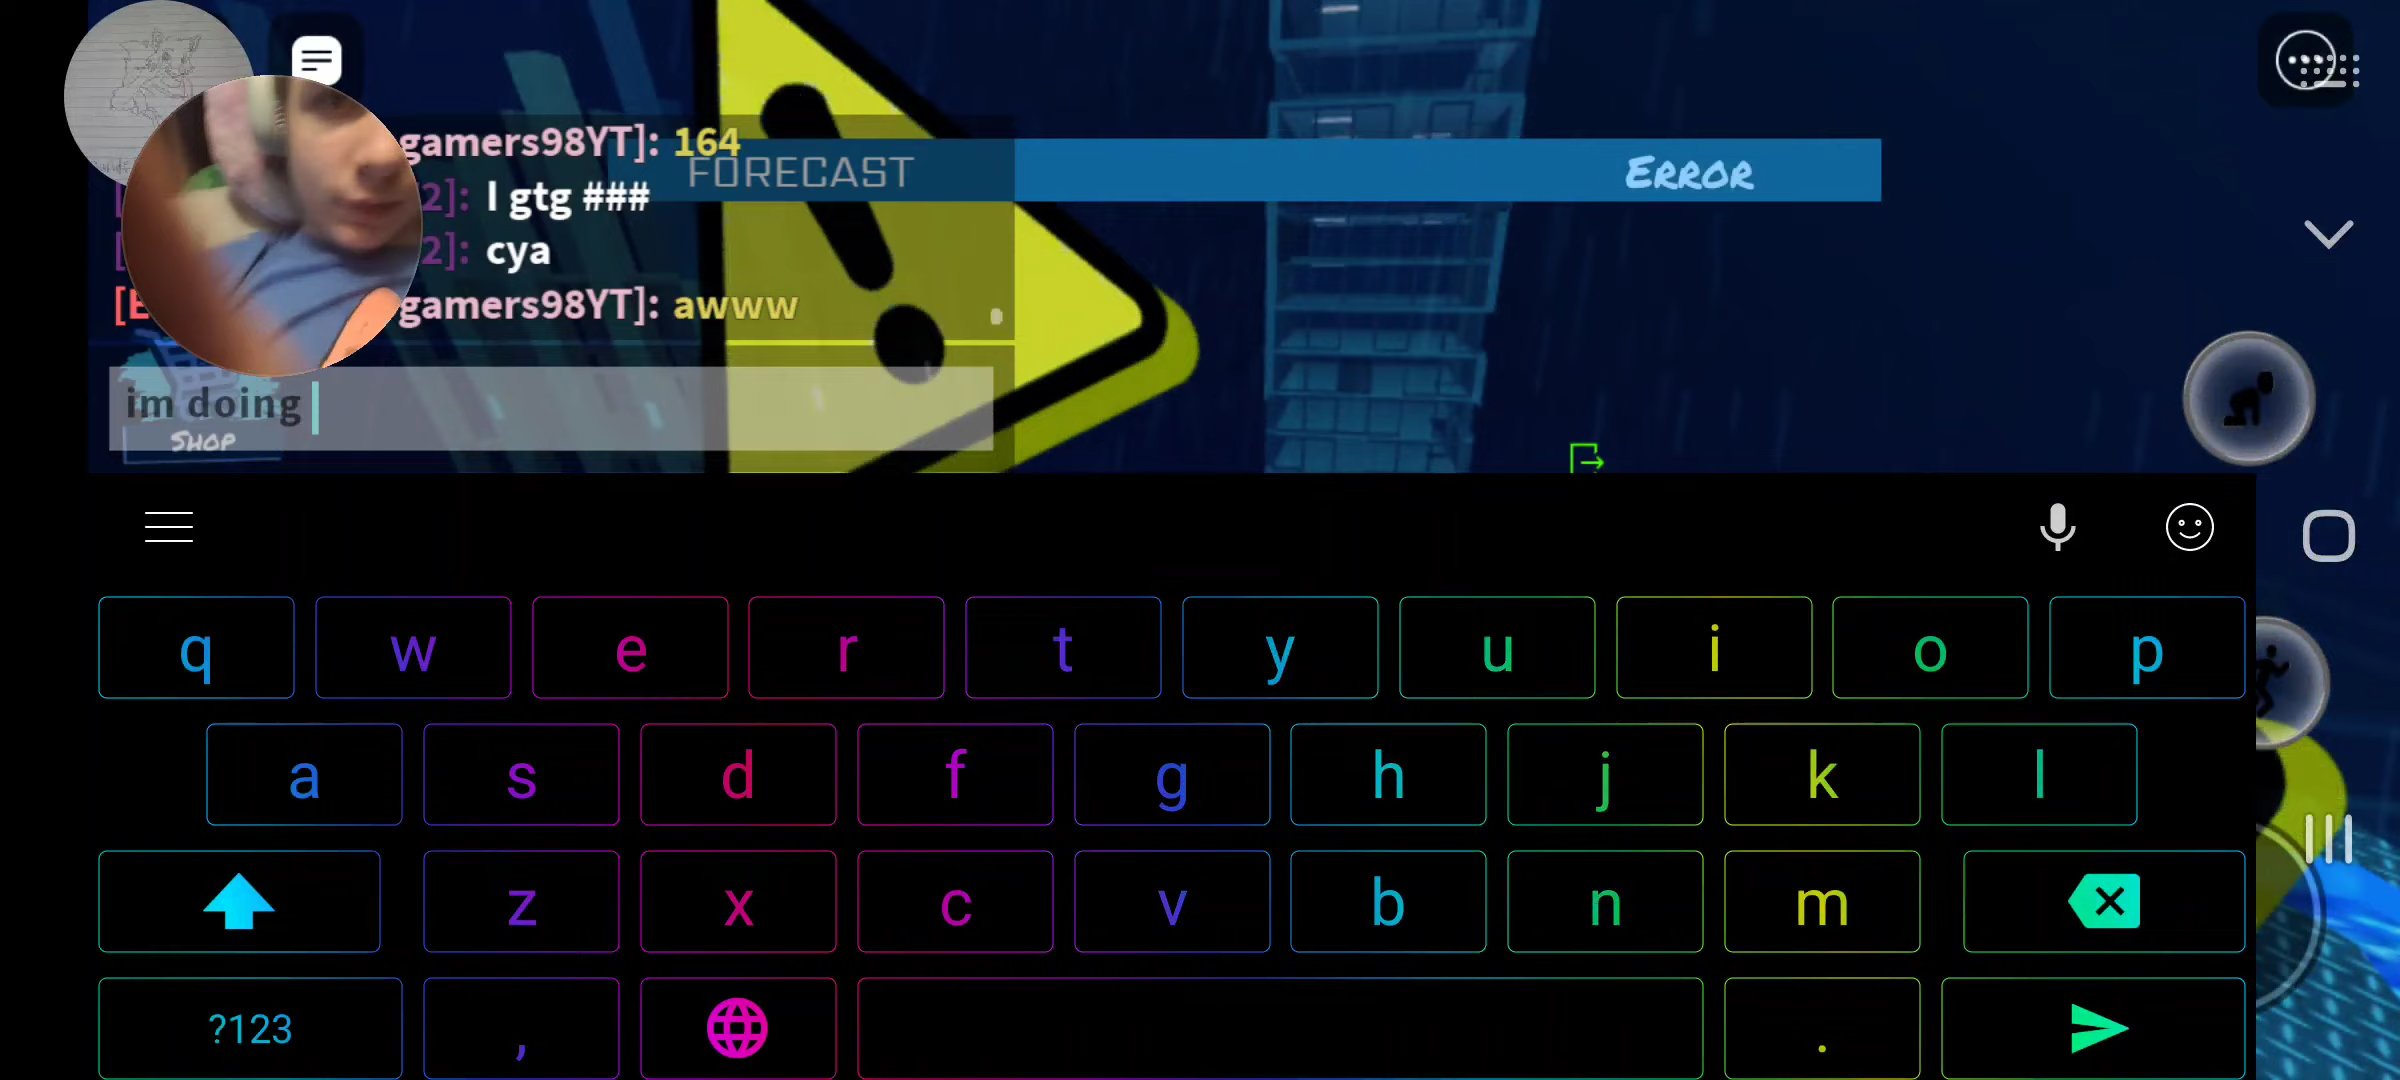 gamers98YT]: 164
FORECAST
ERROR
2]: I gtg ###
2]: cya
[E gamers98YT]: awww
im doing
SHOP
q w e r t y u i o p
a s d f g h j k l
z x c v b n m
?123 , .